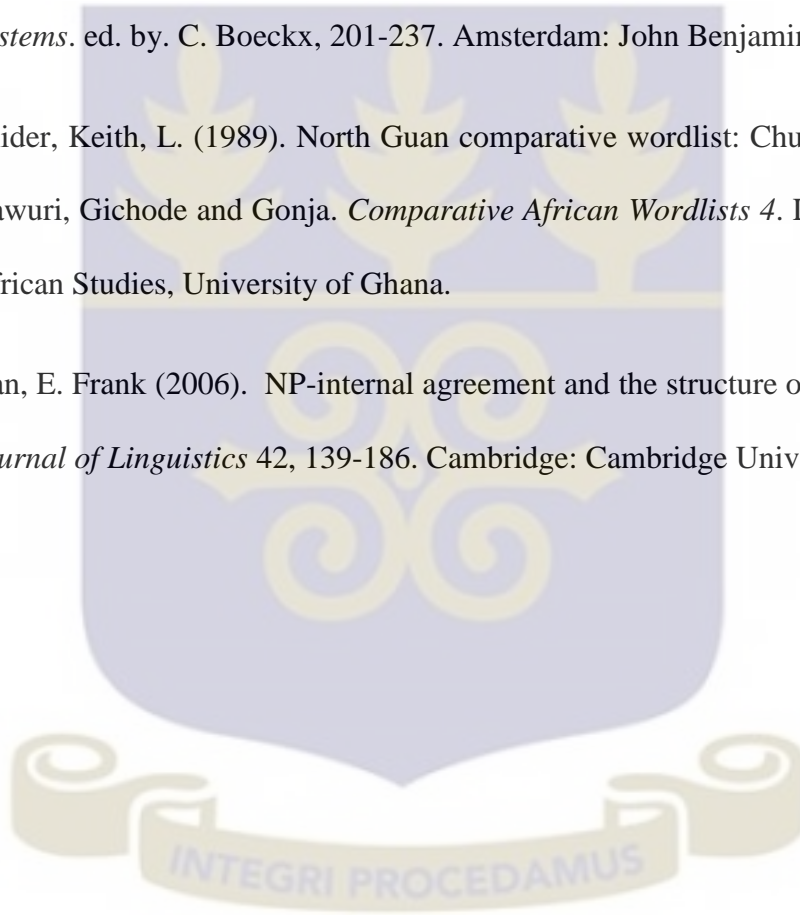 stems. ed. by. C. Boeckx, 201-237. Amsterdam: John Benjamin
ider, Keith, L. (1989). North Guan comparative wordlist: Chu
awuri, Gichode and Gonja. Comparative African Wordlists 4. I
frican Studies, University of Ghana.
an, E. Frank (2006). NP-internal agreement and the structure o
urnal of Linguistics 42, 139-186. Cambridge: Cambridge Univ
INTEGRI PROCEDAMUS